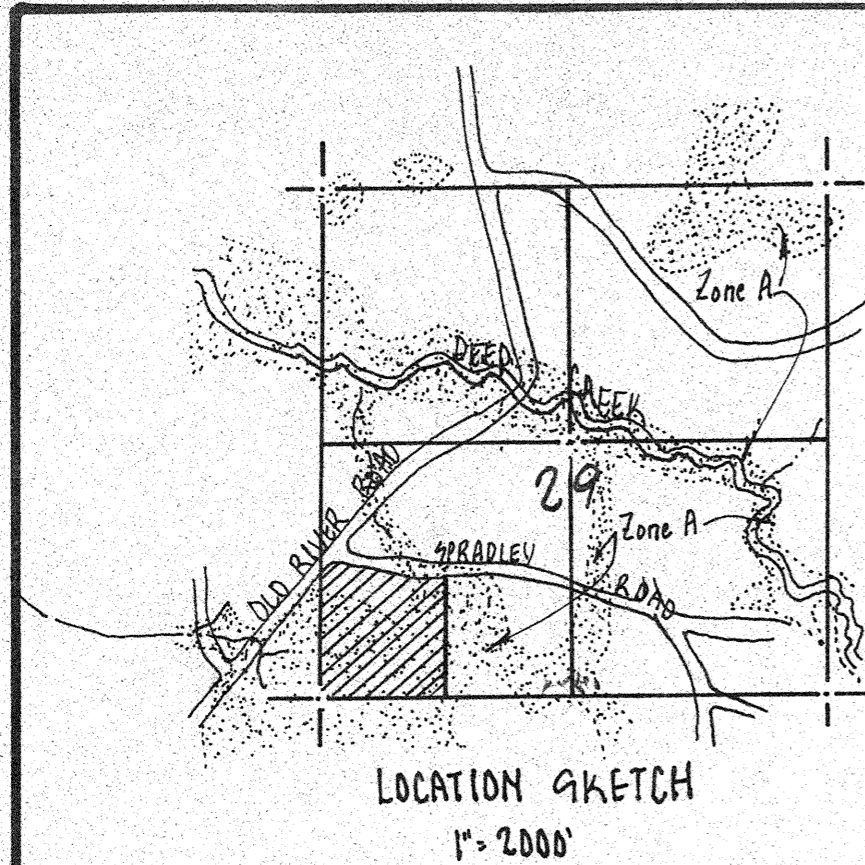 Zone A
DEEP CREEK
OLD RIVER ROAD
29
Zone A
SPRADLEY ROAD
LOCATION SKETCH
1"= 2000'